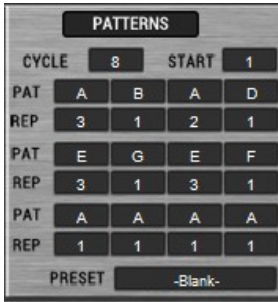 PATTERNS
CYCLE 8 START 1
PAT A B A D
REP 3 1 2 1
PAT E G E F
REP 3 1 3 1
PAT A A A A
REP 1 1 1 1
PRESET -Blank-